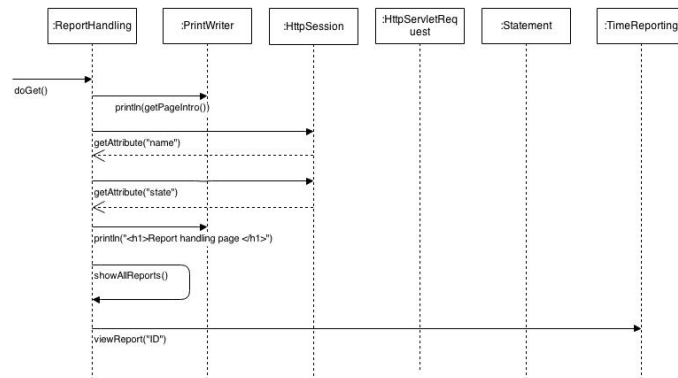 :ReportHandling
:PrintWriter
:HttpSession
:HttpServletReq
uest
:Statement
:TimeReporting
doGet()
println(getPageIntro())
getAttribute("name")
getAttribute("state")
println("<h1>Report handling page </h1>")
showAllReports()
viewReport("ID")